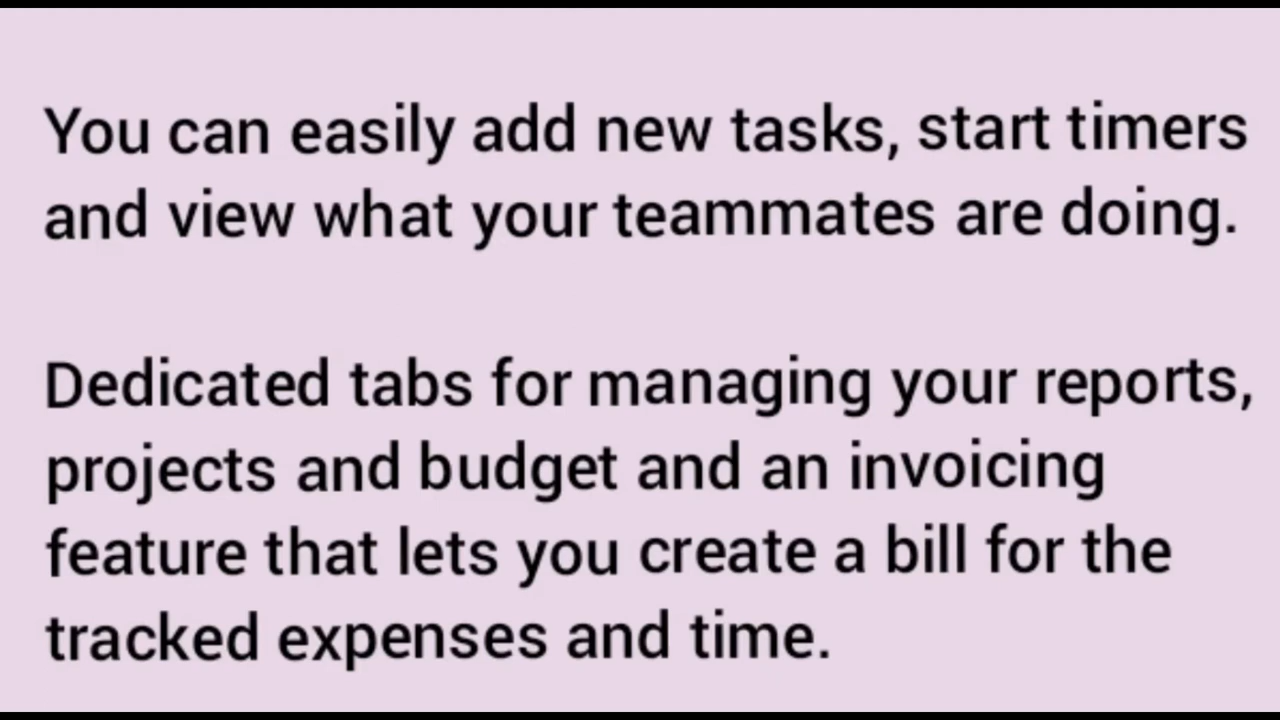 You can easily add new tasks, start timers
and view what your teammates are doing.
Dedicated tabs for managing your reports,
projects and budget and an invoicing
feature that lets you create a bill for the
tracked expenses and time.